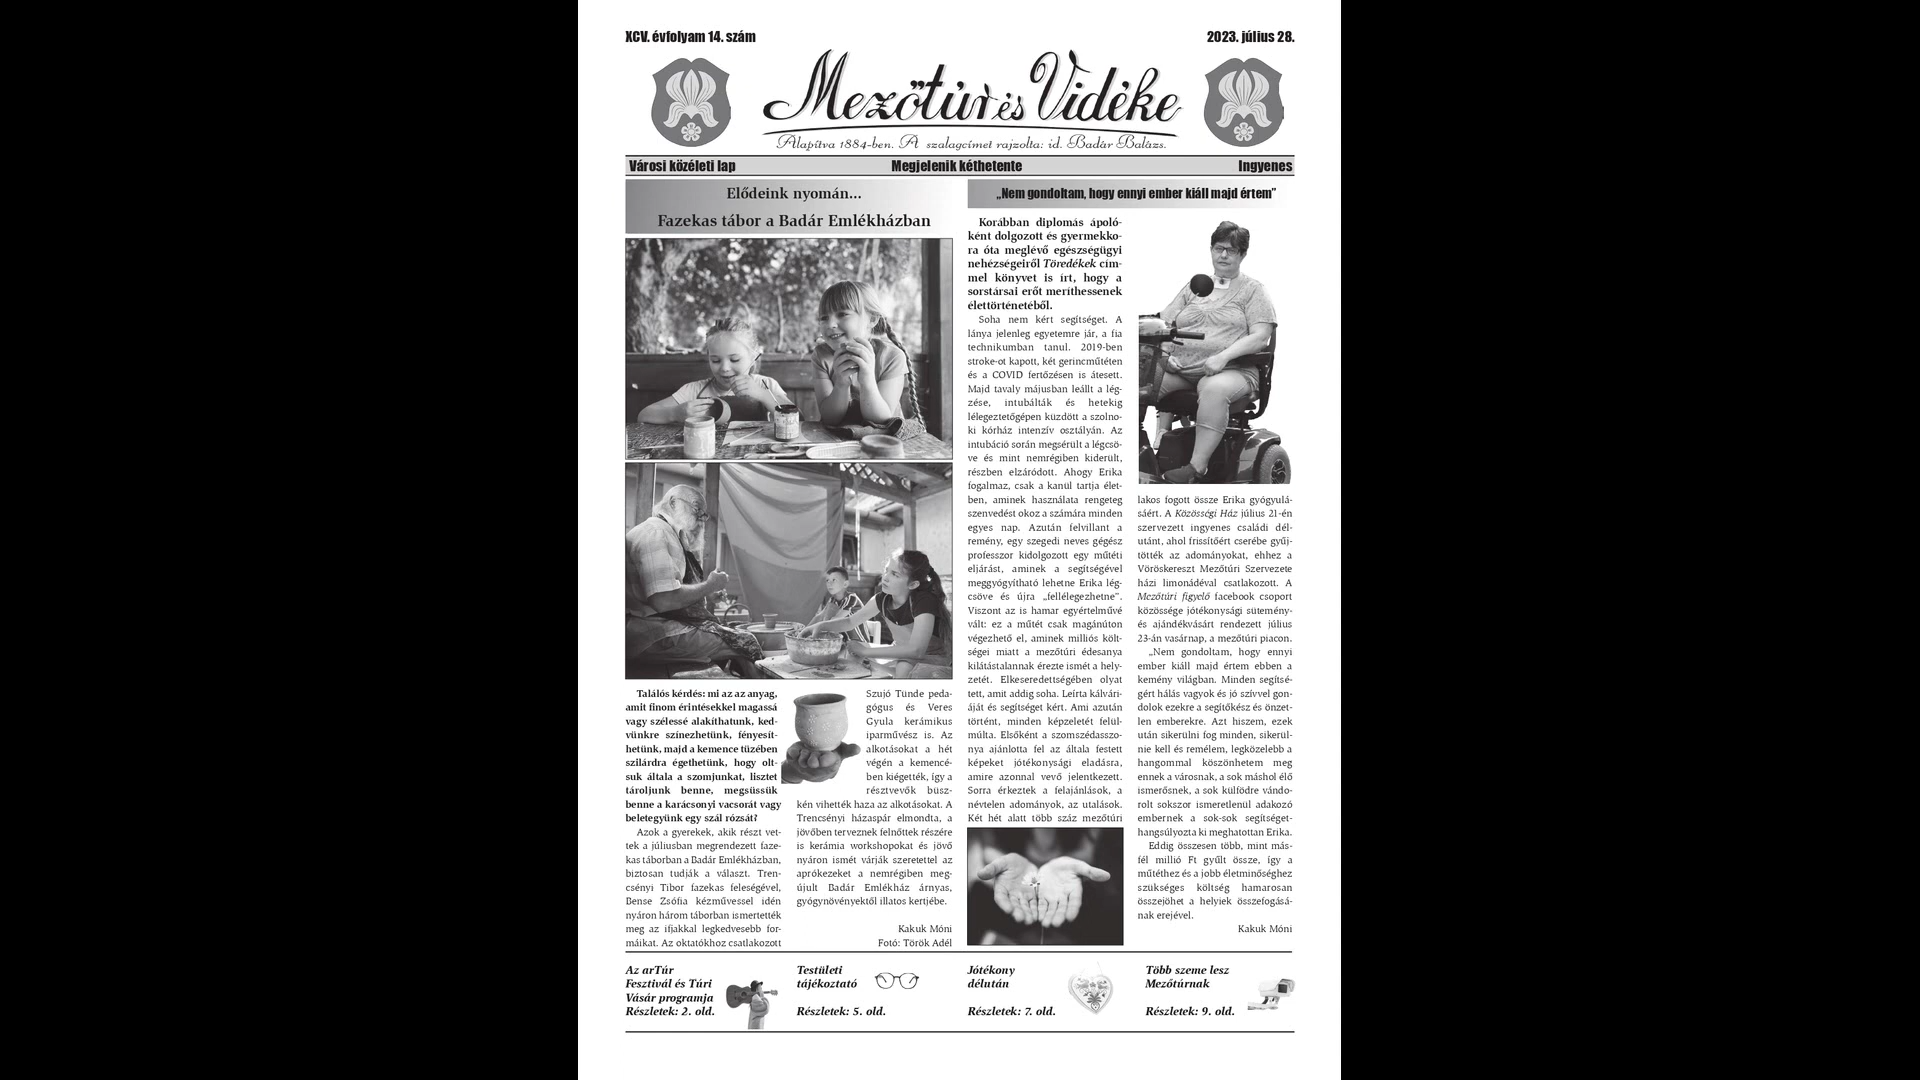 XCV. évfolyam 14. szám
2023. július 28.
Mezőtúr és Vidéke
Alapítva 1884-ben. A szalagcímet rajzolta: id. Badár Balázs.
Városi közéleti lap
Megjelenik kéthetente
Ingyenes
Elődeink nyomán...
Fazekas tábor a Badár Emlékházban
Találós kérdés: mi az az anyag,
amit finom érintésekkel magassá
vagy szélessé alakíthatunk, ked-
vünkre színezhetünk, fényesít-
hetünk, majd a kemence tüzében
szilárdra égethetünk, hogy olt-
suk általa a szomjunkat, lisztet
tároljunk benne, megsüssük
benne a karácsonyi vacsorát vagy
beletegyünk egy szál rózsát?
Azok a gyerekek, akik részt vet-
tek a júliusban megrendezett faze-
kas táborban a Badár Emlékházban,
biztosan tudják a választ. Tren-
csényi Tibor fazekas feleségével,
Bense Zsófia kézművessel idén
nyáron három táborban ismertették
meg az ifjakkal legkedvesebb for-
máikat. Az oktatókhoz csatlakozott
Szujó Tünde peda-
gógus és Veres
Gyula kerámikus
iparművész is. Az
alkotásokat a hét
végén a kemencé-
ben kiégették, így a
résztvevők büsz-
kén vihették haza az alkotásokat. A
Trencsényi házaspár elmondta, a
jövőben terveznek felnőttek részére
is kerámia workshopokat és jövő
nyáron ismét várják szeretettel az
aprókezeket a nemrégiben meg-
újult Badár Emlékház árnyas,
gyógynövényektől illatos kertjébe.
Kakuk Móni
Fotó: Török Adél
„Nem gondoltam, hogy ennyi ember kiáll majd értem”
Korábban diplomás ápoló-
ként dolgozott és gyermekko-
ra óta meglévő egészségügyi
nehézségeiről Töredékek cím-
mel könyvet is írt, hogy a
sorstársai erőt meríthessenek
élettörténetéből.
Soha nem kért segítséget. A
lánya jelenleg egyetemre jár, a fia
technikumban tanul. 2019-ben
stroke-ot kapott, két gerincműtéten
és a COVID fertőzésen is átesett.
Majd tavaly májusban leállt a lég-
zése, intubálták és hetekig
lélegeztetőgépen küzdött a szolno-
ki kórház intenzív osztályán. Az
intubáció során megsérült a légcsö-
ve és mint nemrégiben kiderült,
részben elzáródott. Ahogy Erika
fogalmaz, csak a kanül tartja élet-
ben, aminek használata rengeteg
szenvedést okoz a számára minden
egyes nap. Azután felvillant a
remény, egy szegedi neves gégész
professzor kidolgozott egy műtéti
eljárást, aminek a segítségével
meggyógyítható lehetne Erika lég-
csöve és újra „fellélegezhetne”.
Viszont az is hamar egyértelművé
vált: ez a műtét csak magánúton
végezhető el, aminek milliós költ-
ségei miatt a mezőtúri édesanya
kilátástalannak érezte ismét a hely-
zetét. Elkeseredettségében olyat
tett, amit addig soha. Leírta kálvári-
áját és segítséget kért. Ami azután
történt, minden képzeletét felül-
múlta. Elsőként a szomszédasszo-
nya ajánlotta fel az általa festett
képeket jótékonysági eladásra,
amire azonnal vevő jelentkezett.
Sorra érkeztek a felajánlások, a
névtelen adományok, az utalások.
Két hét alatt több száz mezőtúri
lakos fogott össze Erika gyógyulá-
sáért. A Közösségi Ház július 21-én
szervezett ingyenes családi dél-
utánt, ahol frissítőért cserébe gyűj-
tötték az adományokat, ehhez a
Vöröskereszt Mezőtúri Szervezete
házi limonádéval csatlakozott. A
Mezőtúri figyelő facebook csoport
közössége jótékonysági sütemény-
és ajándékvásárt rendezett július
23-án vasárnap, a mezőtúri piacon.
„Nem gondoltam, hogy ennyi
ember kiáll majd értem ebben a
kemény világban. Minden segítsé-
gért hálás vagyok és jó szívvel gon-
dolok ezekre a segítőkész és önzet-
len emberekre. Azt hiszem, ezek
után sikerülni fog minden, sikerül-
nie kell és remélem, legközelebb a
hangommal köszönhetem meg
ennek a városnak, a sok máshol élő
ismerősnek, a sok külfödre vándo-
rolt sokszor ismeretlenül adakozó
embernek a sok-sok segítséget-
hangsúlyozta ki meghatottan Erika.
Eddig összesen több, mint más-
fél millió Ft gyűlt össze, így a
műtéthez és a jobb életminőséghez
szükséges költség hamarosan
összejöhet a helyiek összefogásá-
nak erejével.
Kakuk Móni
Az arTúr
Fesztivál és Túri
Vásár programja
Részletek: 2. old.
Testületi
tájékoztató
Részletek: 5. old.
Jótékony
délután
Részletek: 7. old.
Több szeme lesz
Mezőtúrnak
Részletek: 9. old.